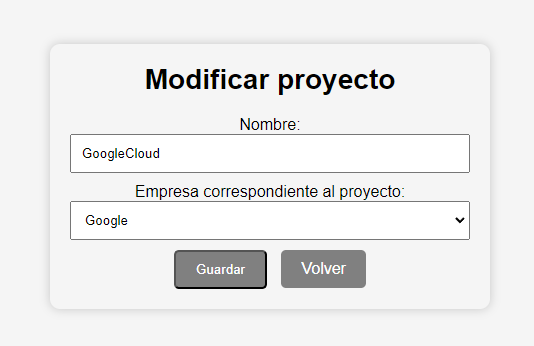 Modificar proyecto
Nombre:
GoogleCloud
Empresa correspondiente al proyecto:
Google
Guardar Volver